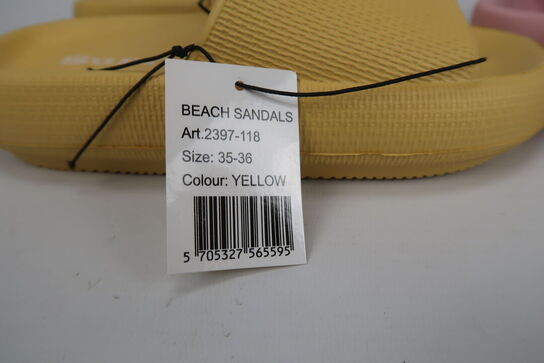 BEACH SANDALS
Art.2397-118
Size: 35-36
Colour: YELLOW
5 705327 565595